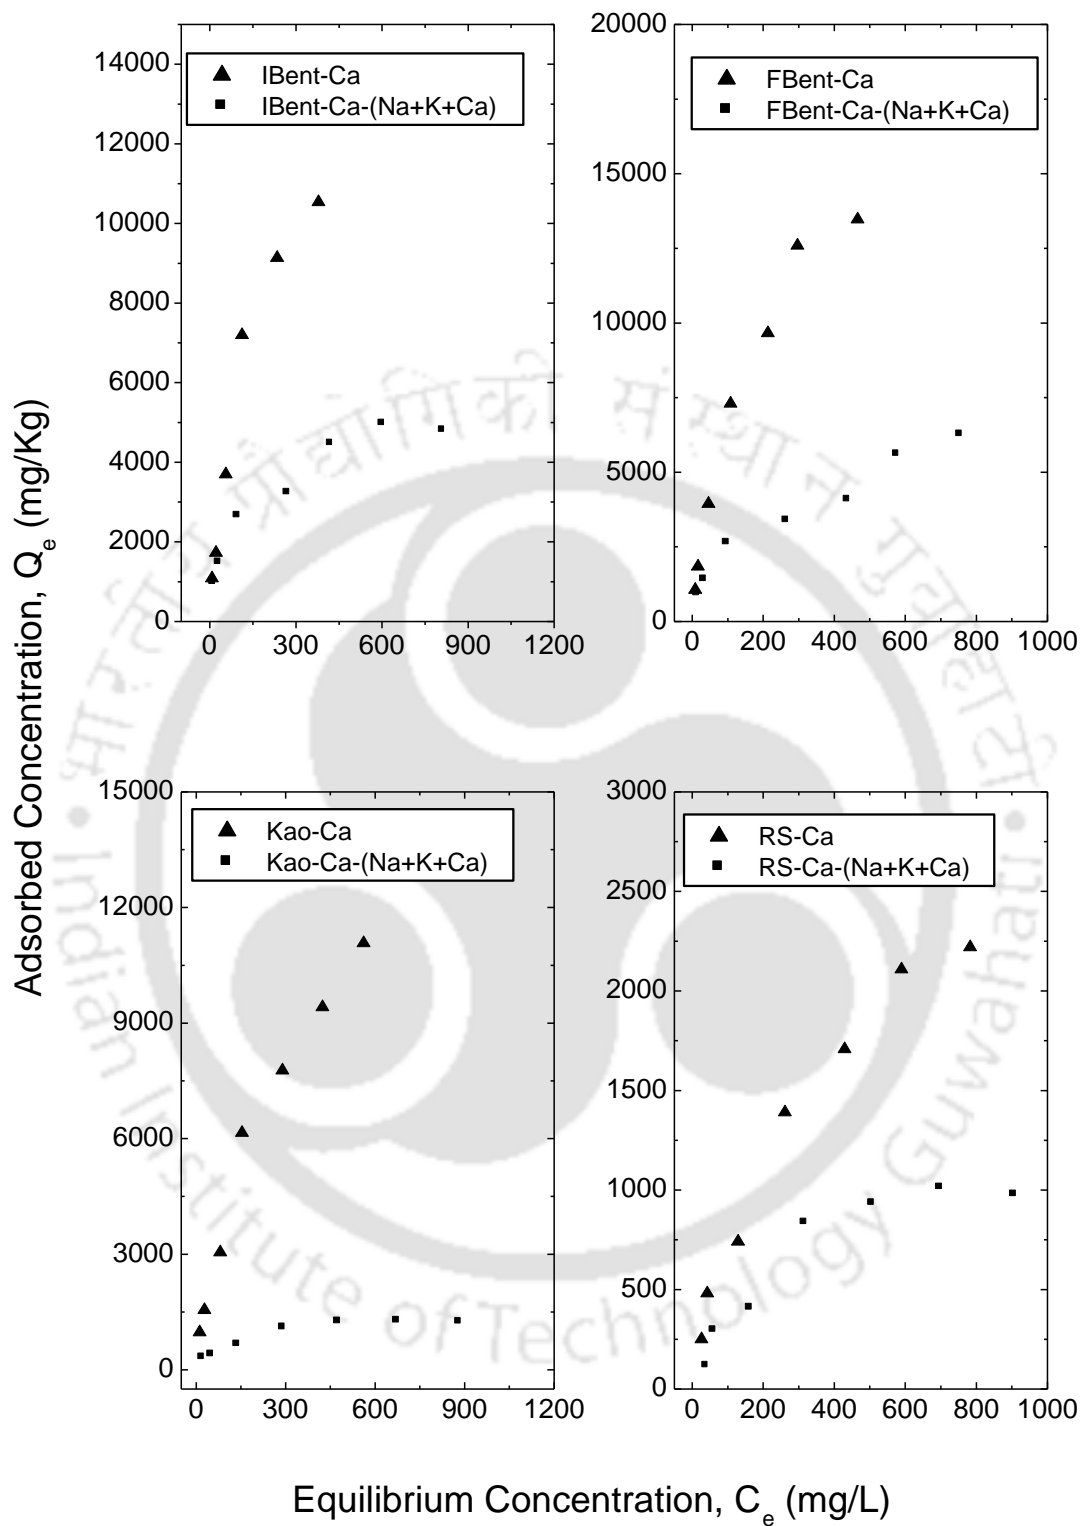 14000
12000
10000
8000
6000
4000
2000
0
0 300 600 900 1200
IBent-Ca
IBent-Ca-(Na+K+Ca)
20000
15000
10000
5000
0
0 200 400 600 800 1000
FBent-Ca
FBent-Ca-(Na+K+Ca)
Adsorbed Concentration, Qe (mg/Kg)
15000
12000
9000
6000
3000
0
0 300 600 900 1200
Kao-Ca
Kao-Ca-(Na+K+Ca)
3000
2500
2000
1500
1000
500
0
0 200 400 600 800 1000
RS-Ca
RS-Ca-(Na+K+Ca)
Equilibrium Concentration, Ce (mg/L)
भारतीय प्रौद्योगिकी संस्थान गुवाहाटी
Indian Institute of Technology Guwahati